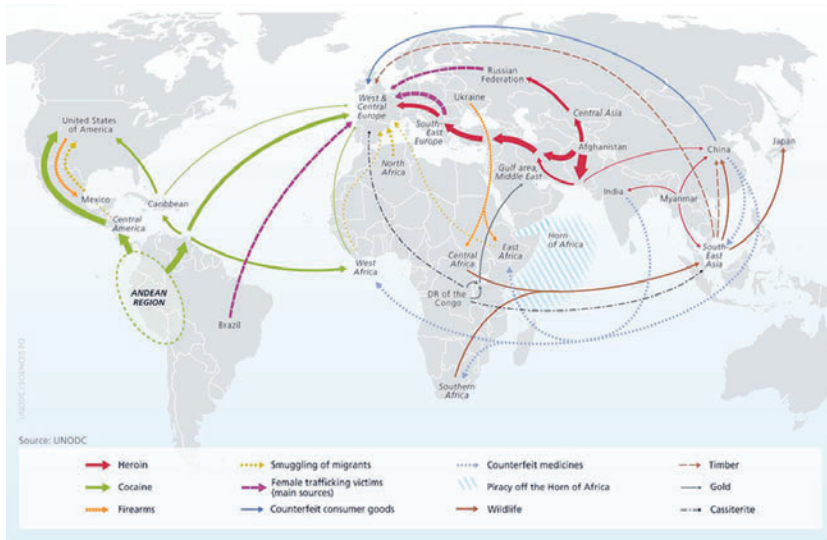 Russian
Federation
West &
Central
Europe
Ukraine
United States
of America
Central Asia
South-
East Europe
China
Japan
Afghanistan
North
Africa
Gulf area,
Middle East
Mexico
Caribbean
India
Myanmar
Central
America
Horn
of Africa
South-East
Asia
West
Africa
Central
Africa
East
Africa
ANDEAN
REGION
DR of the
Congo
Brazil
Southern
Africa
UNODC / SCIENCES PO
Source: UNODC
Heroin
Smuggling of migrants
Counterfeit medicines
Timber
Cocaine
Female trafficking victims
(main sources)
Piracy off the Horn of Africa
Gold
Firearms
Counterfeit consumer goods
Wildlife
Cassiterite